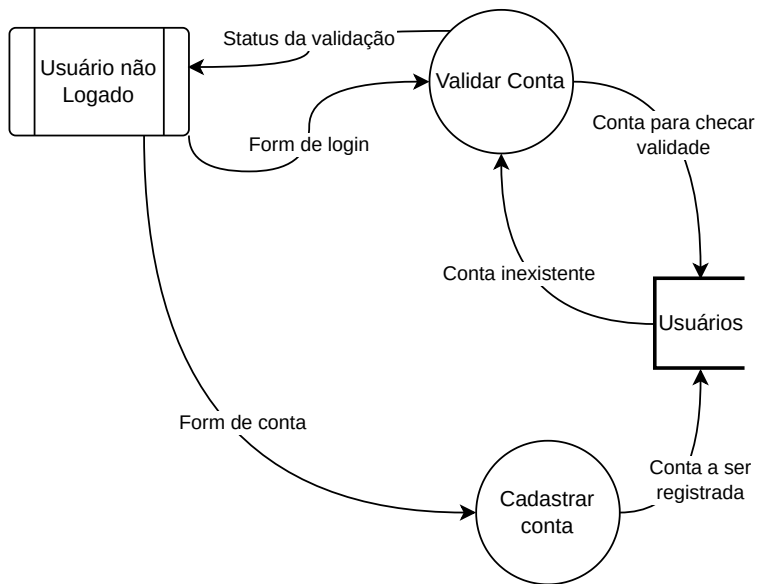 Status da validação
Usuário não
Logado
Validar Conta
Form de login
Conta para checar
validade
Conta inexistente
Usuários
Form de conta
Conta a ser
registrada
Cadastrar
conta